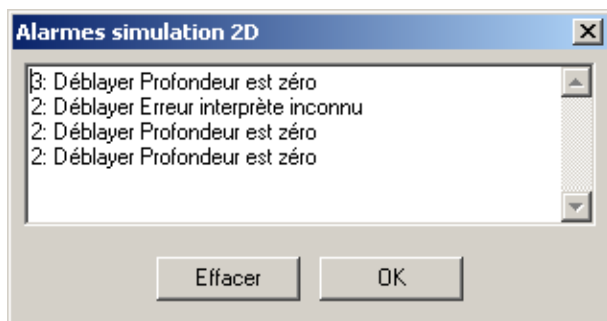 Alarmes simulation 2D
3: Déblayer Profondeur est zéro
2: Déblayer Erreur interprète inconnu
2: Déblayer Profondeur est zéro
2: Déblayer Profondeur est zéro
Effacer
OK